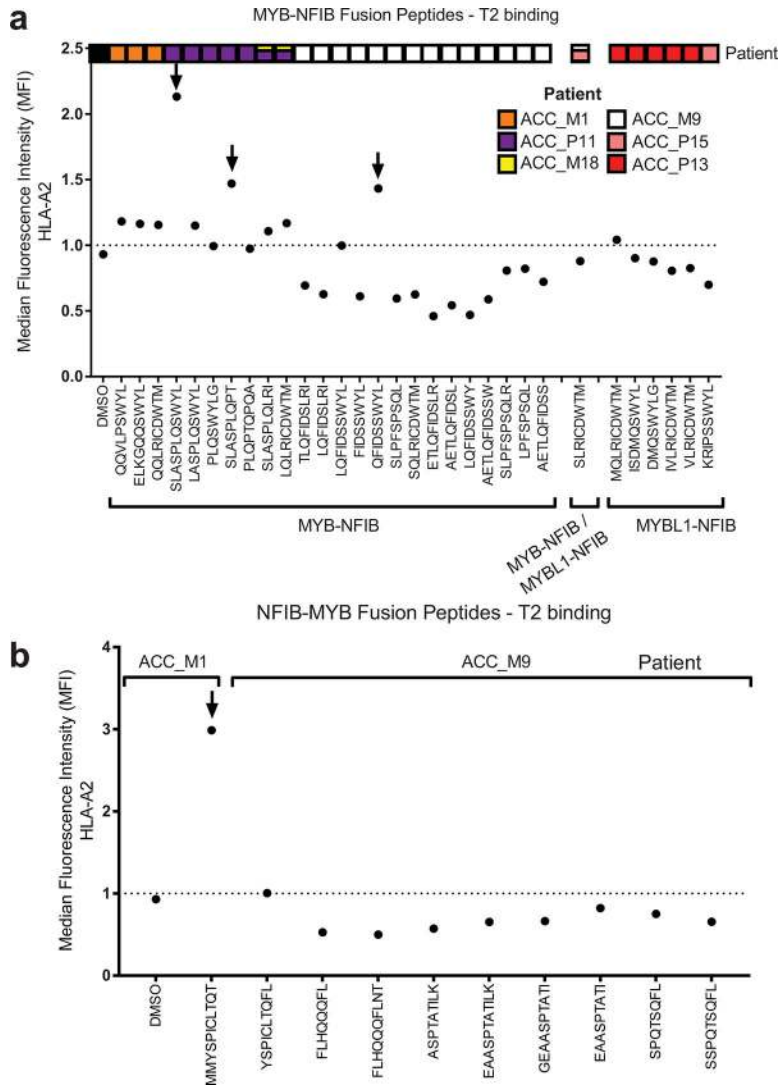 a
MYB-NFIB Fusion Peptides - T2 binding
Patient
Patient
ACC_M1
ACC_M9
ACC_P11
ACC_P15
ACC_M18
ACC_P13
Median Fluorescence Intensity (MFI)
HLA-A2
2.5
2.0
1.5
1.0
0.5
0.0
DMSO
QQVLPSWYL
ELKGQQSWYL
QQLRICDWTM
SLASPLQSWYL
LASPLQSWYL
PLQSWYLG
SLASPLQPT
PLQPTQPQA
SLASPLQLRI
LQLRICDWTM
TLQFIDSLRI
LQFIDSLRI
LQFIDSSWYL
FIDSSWYL
QFIDSSWYL
SLPFSPSQL
SQLRICDWTM
ETLQFIDSLR
AETLQFIDSL
LQFIDSSWY
AETLQFIDSSW
SLPFSPSQLR
LPFSPSQL
AETLQFIDSS
SLRICDWTM
MQLRICDWTM
ISDMQSWYL
DMQSWYLG
IVLRICDWTM
VLRICDWTM
KRIPSSWYL
MYB-NFIB
MYB-NFIB /
MYBL1-NFIB
MYBL1-NFIB
b
NFIB-MYB Fusion Peptides - T2 binding
ACC_M1
ACC_M9
Patient
Median Fluorescence Intensity (MFI)
HLA-A2
4
3
2
1
0
DMSO
MMYSPICLTQT
YSPICLTQFL
FLHQQQFL
FLHQQQFLNT
ASPTATILK
EAASPTATILK
GEAASPTATI
EAASPTATI
SPQTSQFL
SSPQTSQFL